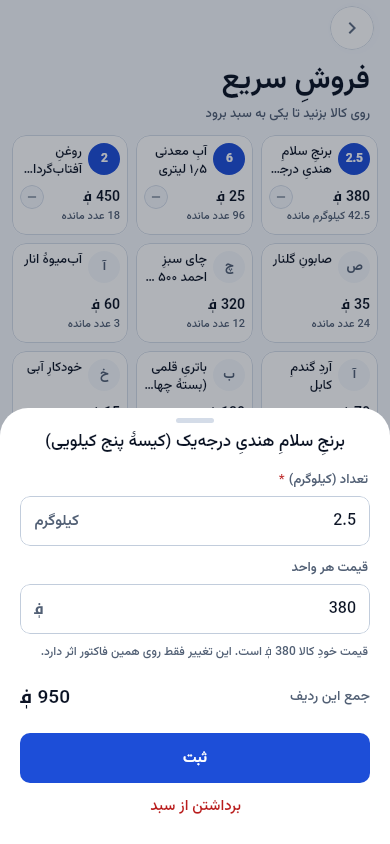 فروشِ سریع
روی کالا بزنید تا یکی به سبد برود
2.5
برنجِ سلامِ
هندیِ درج...
380 ؋
42.5 کیلوگرم مانده
6
آبِ معدنی
۱٫۵ لیتری
25 ؋
96 عدد مانده
2
روغنِ
آفتاب‌گردا...
450 ؋
18 عدد مانده
ص
صابونِ گلنار
35 ؋
24 عدد مانده
چ
چای سبزِ
احمد ۵۰۰ ...
320 ؋
12 عدد مانده
آ
آب‌میوهٔ انار
60 ؋
3 عدد مانده
آ
آردِ گندمِ
کابل
ب
باتریِ قلمی
(بستهٔ چها...
خ
خودکارِ آبی
برنجِ سلامِ هندیِ درجه‌یک (کیسهٔ پنج کیلویی)
تعداد (کیلوگرم) *
2.5
کیلوگرم
قیمت هر واحد
380
؋
قیمت خودِ کالا 380 ؋ است. این تغییر فقط روی همین فاکتور اثر دارد.
جمع این ردیف
950 ؋
ثبت
برداشتن از سبد